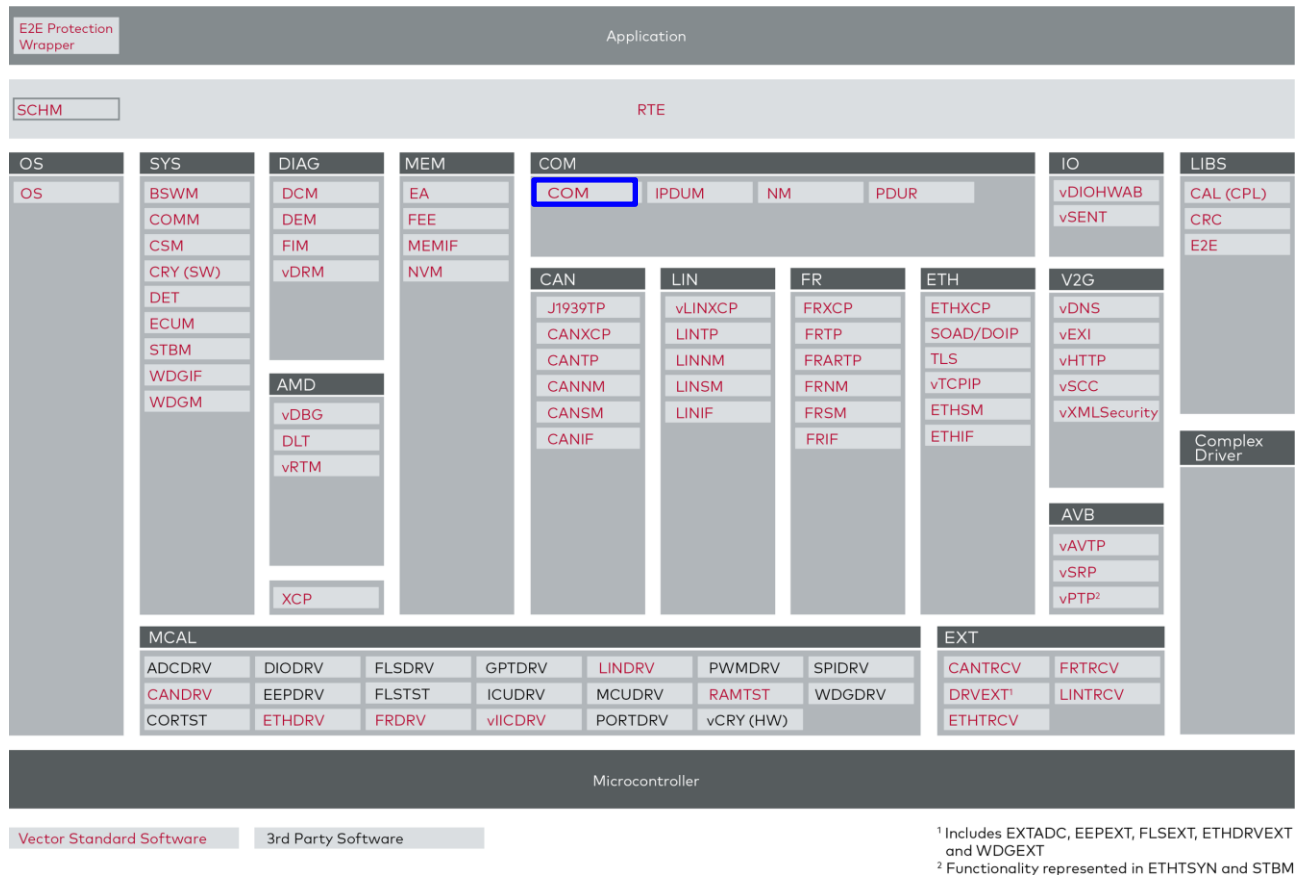 E2E Protection
Wrapper
Application
SCHM
RTE
OS
OS
SYS
BSWM
COMM
CSM
CRY (SW)
DET
ECUM
STBM
WDGIF
WDGM
DIAG
DCM
DEM
FIM
vDRM
AMD
vDBG
DLT
vRTM
XCP
MEM
EA
FEE
MEMIF
NVM
COM
COM
IPDUM
NM
PDUR
CAN
J1939TP
CANXCP
CANTP
CANNM
CANSM
CANIF
LIN
vLINXCP
LINTP
LINNM
LINSM
LINIF
FR
FRXCP
FRTP
FRARTP
FRNM
FRSM
FRIF
ETH
ETHXCP
SOAD/DOIP
TLS
vTCPIP
ETHSM
ETHIF
IO
vDIOHWAB
vSENT
V2G
vDNS
vEXI
vHTTP
vSCC
vXMLSecurity
AVB
vAVTP
vSRP
vPTP²
LIBS
CAL (CPL)
CRC
E2E
Complex
Driver
MCAL
ADCDRV DIODRV FLSDRV GPTDRV LINDRV PWMDRV SPIDRV
CANDRV EEPDRV FLSTST ICUDRV MCUDRV RAMTST WDGDRV
CORTST ETHDRV FRDRV vIICDRV PORTDRV vCRY (HW)
EXT
CANTRCV FRTRCV
DRVEXT¹ LINTRCV
ETHTRCV
Microcontroller
Vector Standard Software
3rd Party Software
¹ Includes EXTADC, EEPEXT, FLSEXT, ETHDRVEXT
and WDGEXT
² Functionality represented in ETHTSYN and STBM